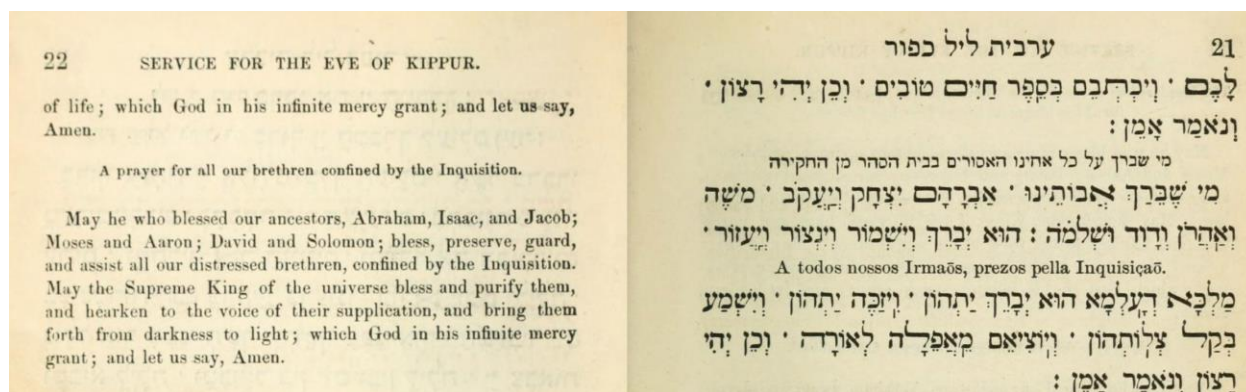 22 SERVICE FOR THE EVE OF KIPPUR.
of life; which God in his infinite mercy grant; and let us say,
Amen.
A prayer for all our brethren confined by the Inquisition.
May he who blessed our ancestors, Abraham, Isaac, and Jacob;
Moses and Aaron; David and Solomon; bless, preserve, guard,
and assist all our distressed brethren, confined by the Inquisition.
May the Supreme King of the universe bless and purify them,
and hearken to the voice of their supplication, and bring them
forth from darkness to light; which God in his infinite mercy
grant; and let us say, Amen.
ערבית ליל כפור 21
לָכֶם · וְיִכְתְּבֵם בְּסֵפֶר חַיִּים טוֹבִים · וְכֵן יְהִי רָצוֹן ·
וְנֹאמַר אָמֵן :
מי שברך על כל אחינו האסורים בבית הסהר מן החקירה
מִי שֶׁבֵּרַךְ אֲבוֹתֵינוּ · אַבְרָהָם יִצְחָק וְיַעֲקֹב · משֶׁה
וְאַהֲרֹן וְדָוִד וּשְׁלֹמֹה : הוּא יְבָרֵךְ וְיִשְׁמוֹר וְיִנְצוֹר וְיַעֲזוֹר ·
A todos nossos Irmaõs, prezos pella Inquisiçaõ.
מַלְכָּא דְעָלְמָא הוּא יְבָרֵךְ יַתְהוֹן · וִיזַכֶּה יַתְהוֹן · וְיִשְׁמַע
בְּקַל צְלוֹתְהוֹן · וְיוֹצִיאֵם מֵאֲפֵלָה לְאוֹרָה · וְכֵן יְהִי
רָצוֹן וְנֹאמַר אָמֵן :